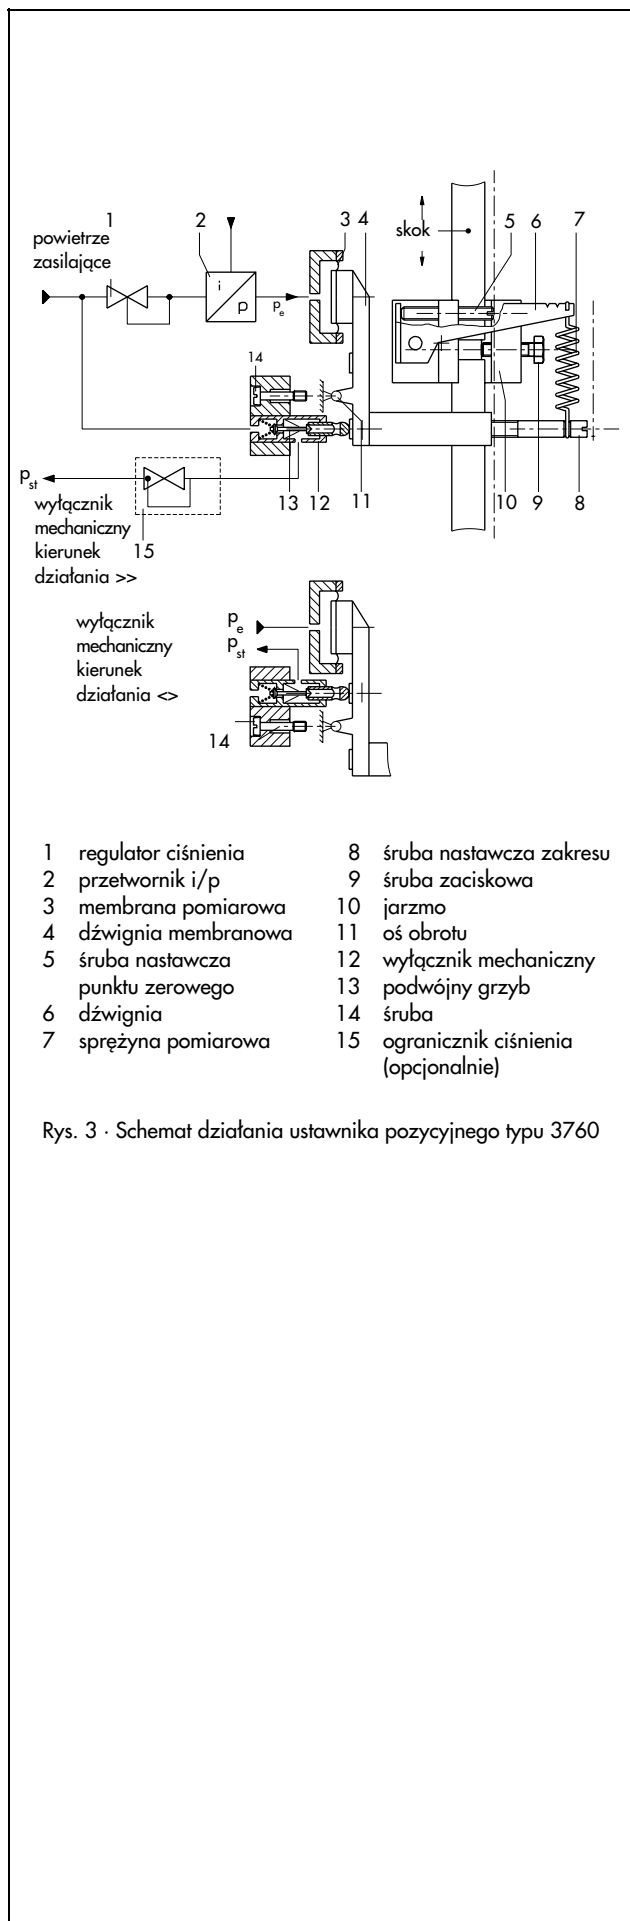 1
2
3 4
skok
5 6 7
powietrze
zasilające
i
p
p_e
14
p_st
wyłącznik
mechaniczny
kierunek
działania >>
15
13 12 11
10 9 8
wyłącznik
mechaniczny
kierunek
działania <>
p_e
p_st
14
1 regulator ciśnienia
2 przetwornik i/p
3 membrana pomiarowa
4 dźwignia membranowa
5 śruba nastawcza
punktu zerowego
6 dźwignia
7 sprężyna pomiarowa
8 śruba nastawcza zakresu
9 śruba zaciskowa
10 jarzmo
11 oś obrotu
12 wyłącznik mechaniczny
13 podwójny grzyb
14 śruba
15 ogranicznik ciśnienia
(opcjonalnie)
Rys. 3 · Schemat działania ustawnika pozycyjnego typu 3760